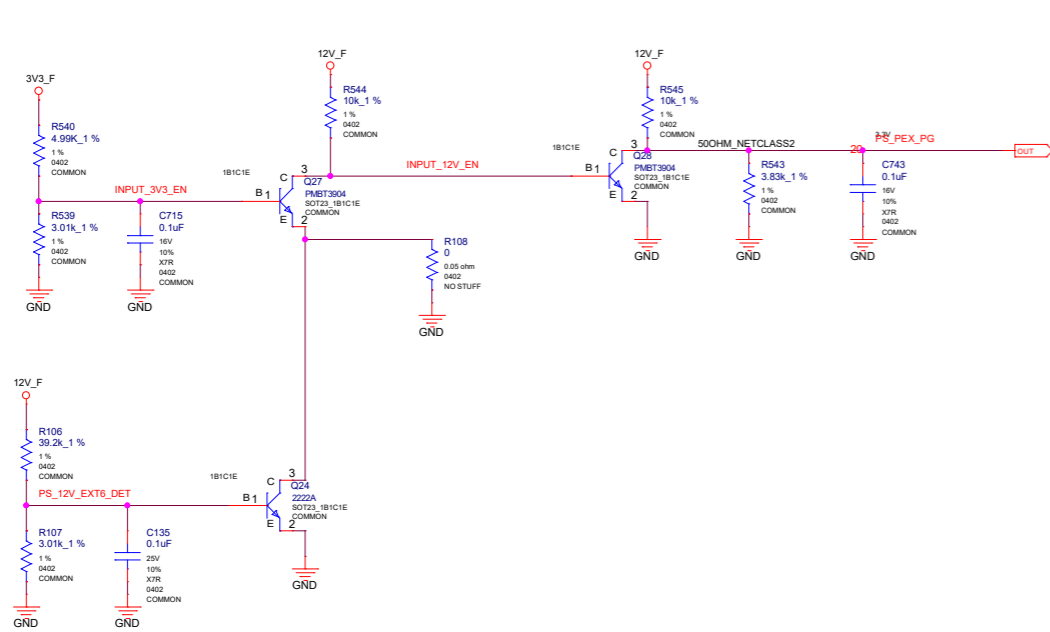 3V3_F
R540
4.99K_1 %
1 %
0402
COMMON
INPUT_3V3_EN
R539
3.01k_1 %
1 %
0402
COMMON
GND
C715
0.1uF
16V
10%
X7R
0402
COMMON
GND
12V_F
R544
10k_1 %
1 %
0402
COMMON
1B1C1E
B 1
C
3
Q27
PMBT3904
SOT23_1B1C1E
COMMON
E
2
INPUT_12V_EN
R108
0
0.05 ohm
0402
NO STUFF
GND
12V_F
R545
10k_1 %
1 %
0402
COMMON
1B1C1E
B 1
C
3
Q28
PMBT3904
SOT23_1B1C1E
COMMON
E
2
GND
50OHM_NETCLASS2
R543
3.83k_1 %
1 %
0402
COMMON
GND
3.3V
20
PS_PEX_PG
OUT
C743
0.1uF
16V
10%
X7R
0402
COMMON
GND
12V_F
R106
39.2k_1 %
1 %
0402
COMMON
PS_12V_EXT6_DET
R107
3.01k_1 %
1 %
0402
COMMON
GND
C135
0.1uF
25V
10%
X7R
0402
COMMON
GND
1B1C1E
B 1
C
3
Q24
2222A
SOT23_1B1C1E
COMMON
E
2
GND